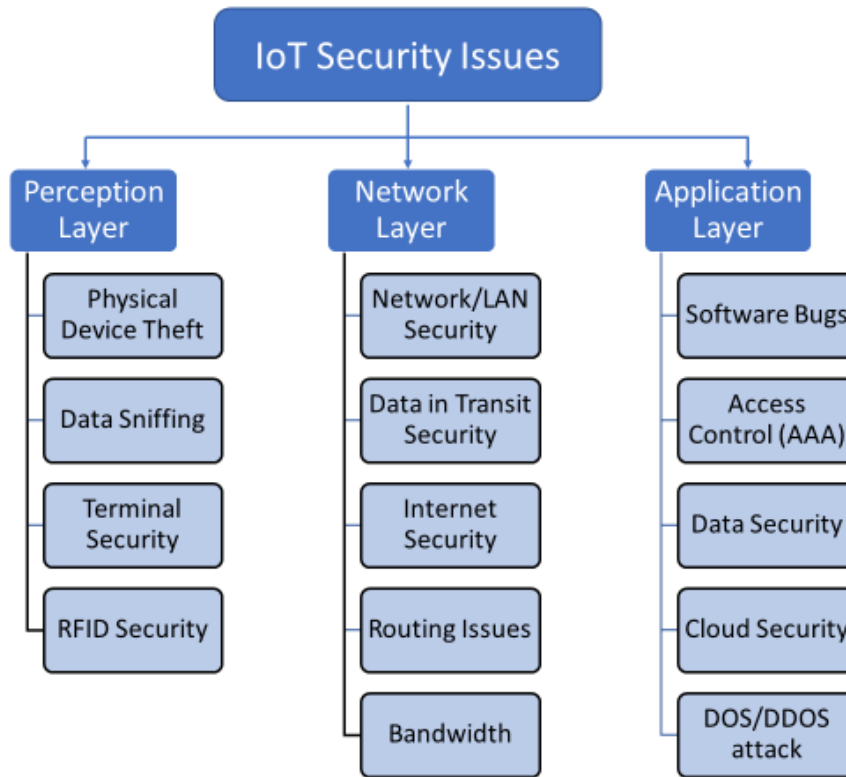 IoT Security Issues
Perception
Layer
Physical
Device Theft
Data Sniffing
Terminal
Security
RFID Security
Network
Layer
Network/LAN
Security
Data in Transit
Security
Internet
Security
Routing Issues
Bandwidth
Application
Layer
Software Bugs
Access
Control (AAA)
Data Security
Cloud Security
DOS/DDOS
attack